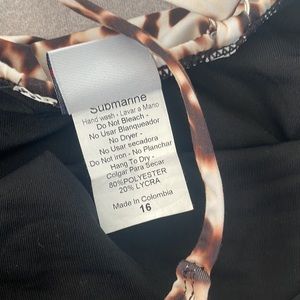 Submarine
Hand wash - Lavar a Mano
Do Not Bleach -
No Usar Blanqueador
No Dryer -
No Usar secadora
Do Not iron - No Planchar
Hang To Dry -
Colgar Para Secar
80%POLYESTER
20% LYCRA
Made In Colombia
16